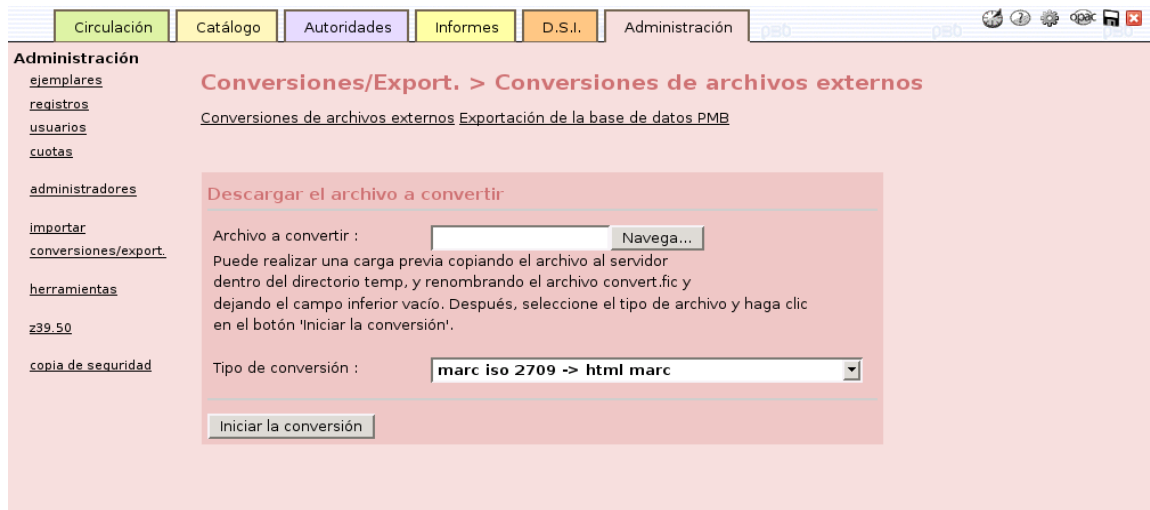 Circulación Catálogo Autoridades Informes D.S.I. Administración
opac
Administración
ejemplares
registros
usuarios
cuotas
administradores
importar
conversiones/export.
herramientas
z39.50
copia de seguridad
Conversiones/Export. > Conversiones de archivos externos
Conversiones de archivos externos Exportación de la base de datos PMB
Descargar el archivo a convertir
Archivo a convertir : Navega...
Puede realizar una carga previa copiando el archivo al servidor
dentro del directorio temp, y renombrando el archivo convert.fic y
dejando el campo inferior vacío. Después, seleccione el tipo de archivo y haga clic
en el botón 'Iniciar la conversión'.
Tipo de conversión : marc iso 2709 -> html marc
Iniciar la conversión